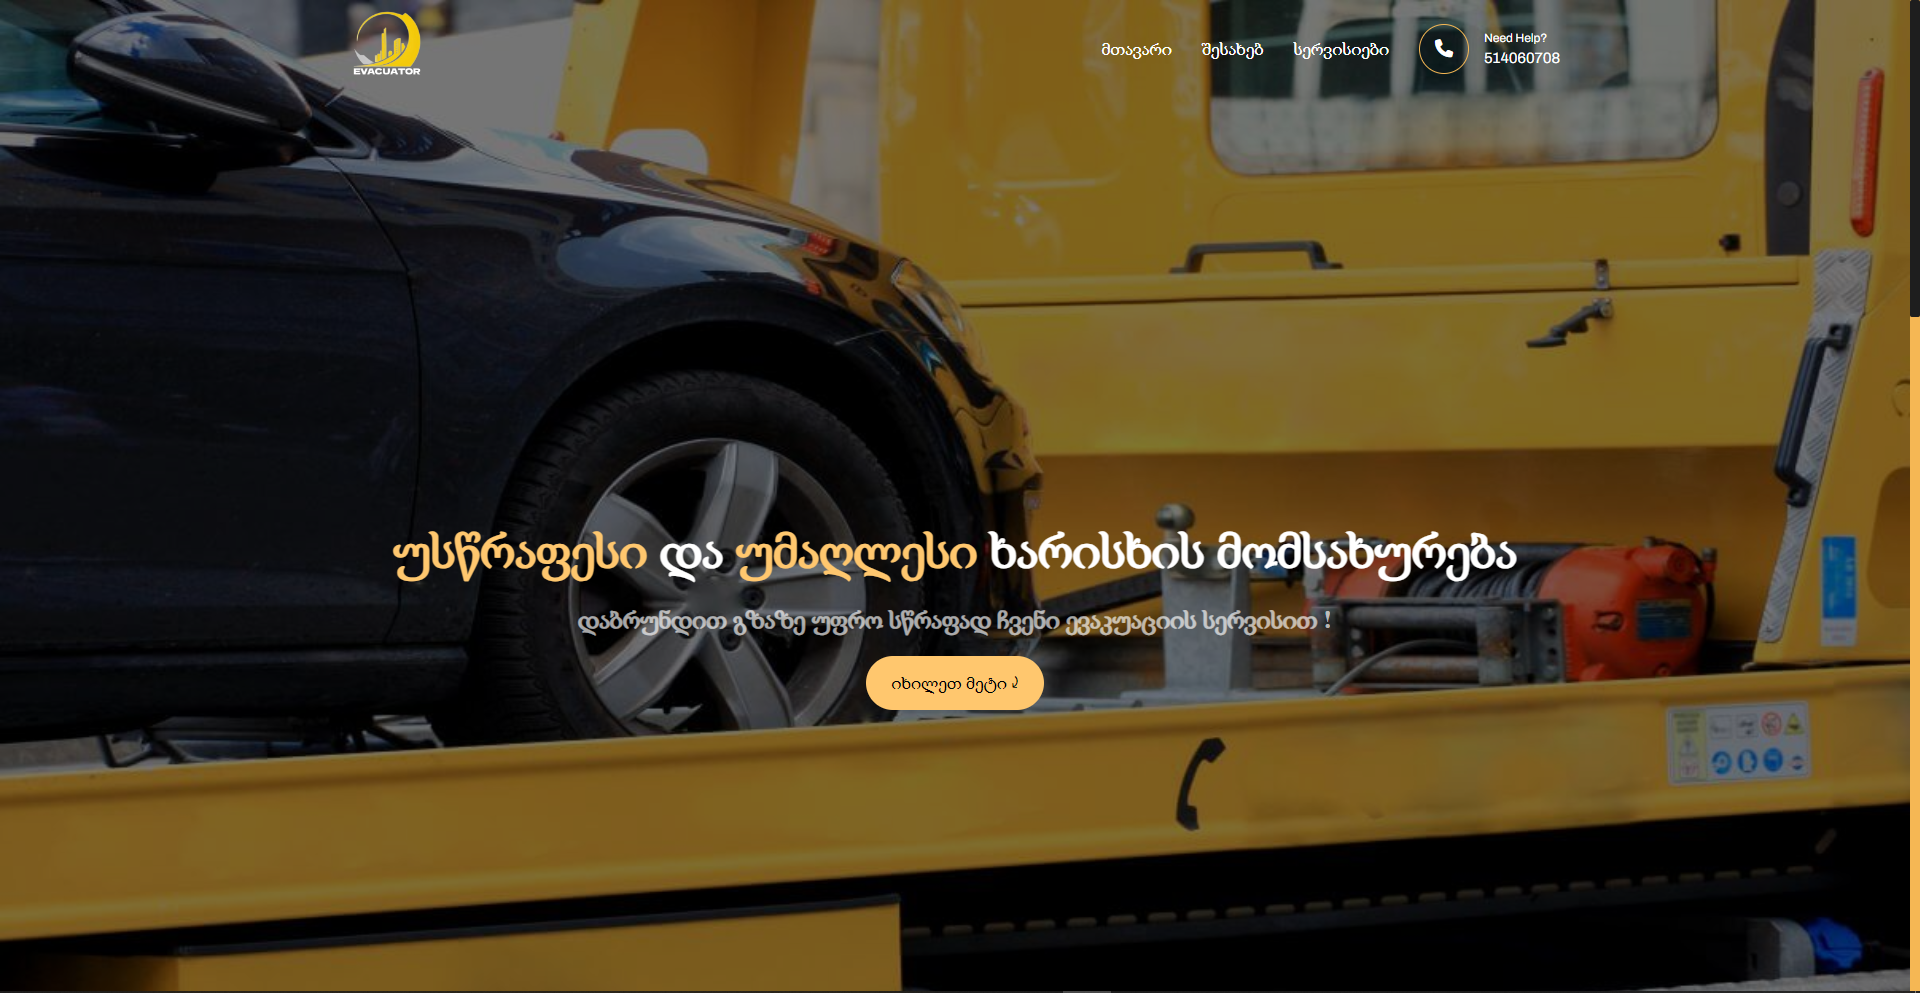 EVACUATOR
მთავარი
შესახებ
სერვისიები
Need Help?
514060708
უსწრაფესი და უმაღლესი ხარისხის მომსახურება
დაბრუნდით გზაზე უფრო სწრაფად ჩვენი ევაკუაციის სერვისით !
იხილეთ მეტი